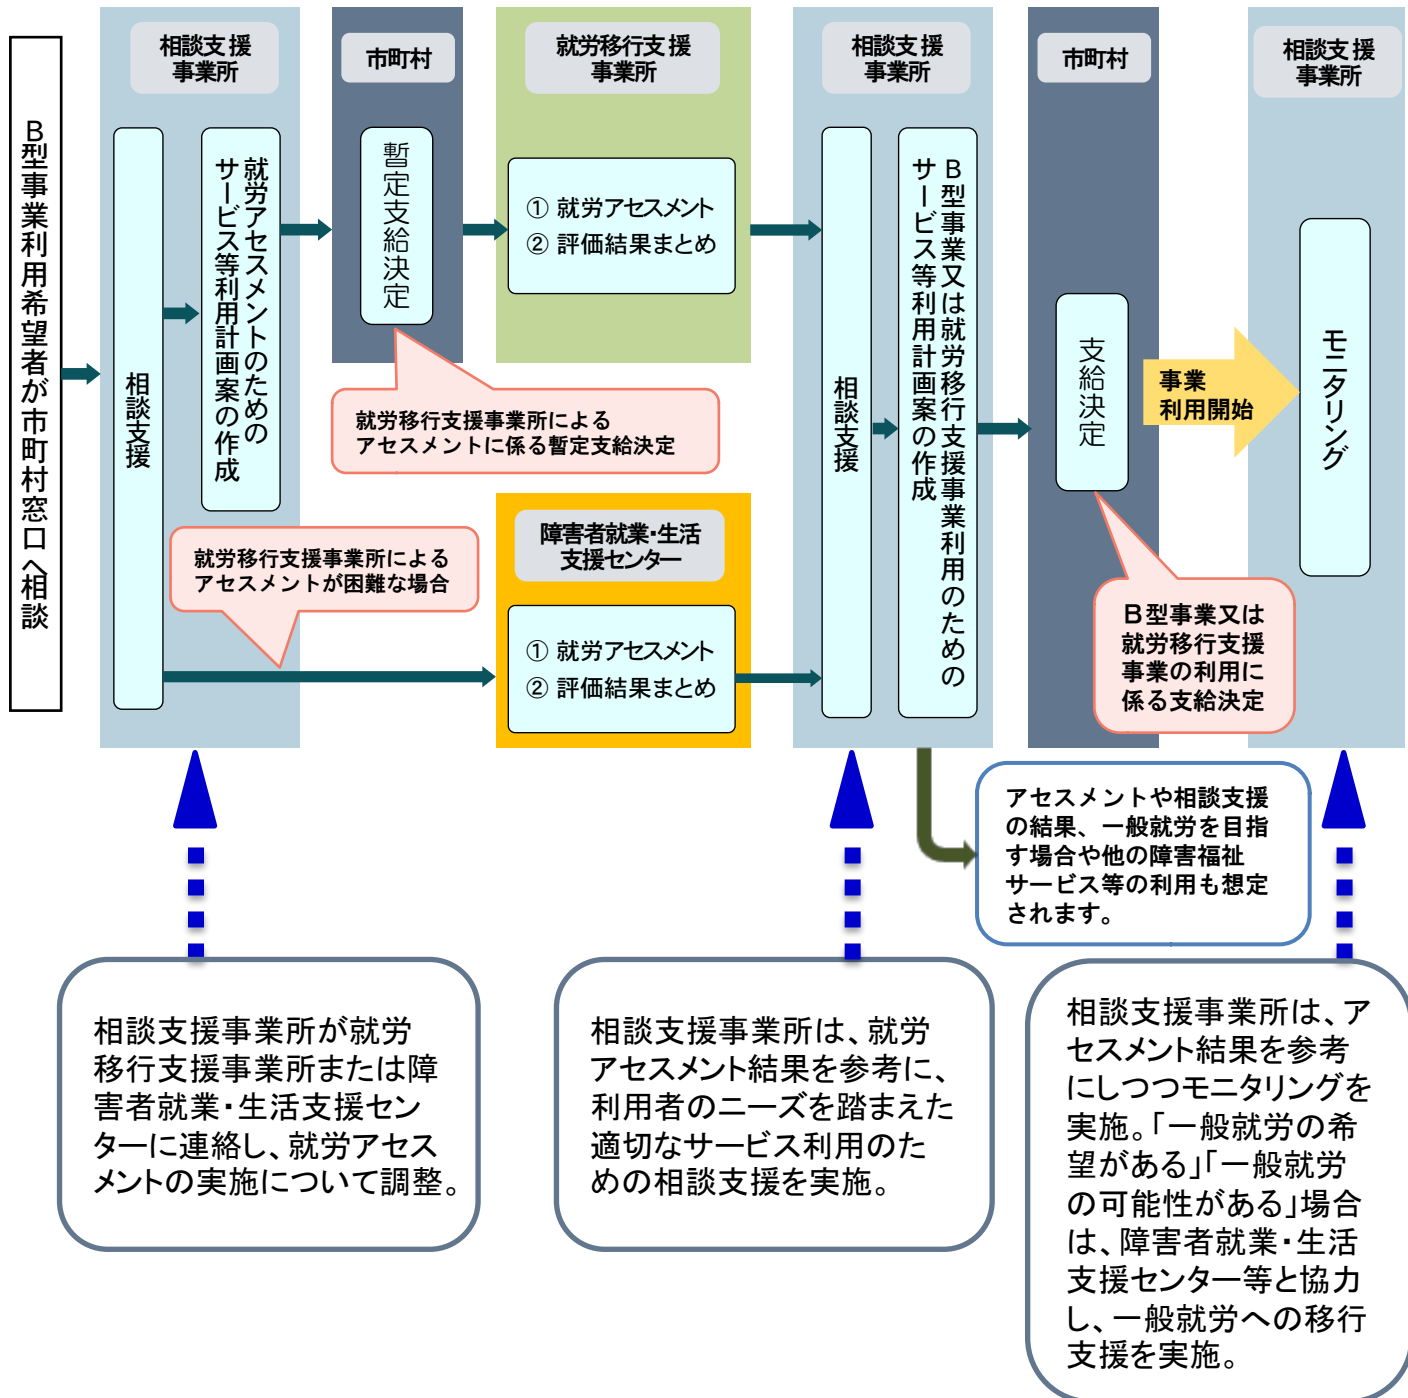 B型事業利用希望者が市町村窓口へ相談
相談支援
事業所
相談支援
就労アセスメントのための
サービス等利用計画案の作成
市町村
暫定支給決定
就労移行支援事業所による
アセスメントに係る暫定支給決定
就労移行支援
事業所
① 就労アセスメント
② 評価結果まとめ
就労移行支援事業所による
アセスメントが困難な場合
障害者就業・生活
支援センター
① 就労アセスメント
② 評価結果まとめ
相談支援
事業所
相談支援
B型事業又は就労移行支援事業利用のための
サービス等利用計画案の作成
市町村
支給決定
B型事業又は
就労移行支援
事業の利用に
係る支給決定
事業
利用開始
相談支援
事業所
モニタリング
アセスメントや相談支援
の結果、一般就労を目指
す場合や他の障害福祉
サービス等の利用も想定
されます。
相談支援事業所が就労
移行支援事業所または障
害者就業・生活支援セン
ターに連絡し、就労アセス
メントの実施について調整。
相談支援事業所は、就労
アセスメント結果を参考に、
利用者のニーズを踏まえた
適切なサービス利用のた
めの相談支援を実施。
相談支援事業所は、ア
セスメント結果を参考
にしつつモニタリングを
実施。「一般就労の希
望がある」「一般就労
の可能性がある」場合
は、障害者就業・生活
支援センター等と協力
し、一般就労への移行
支援を実施。